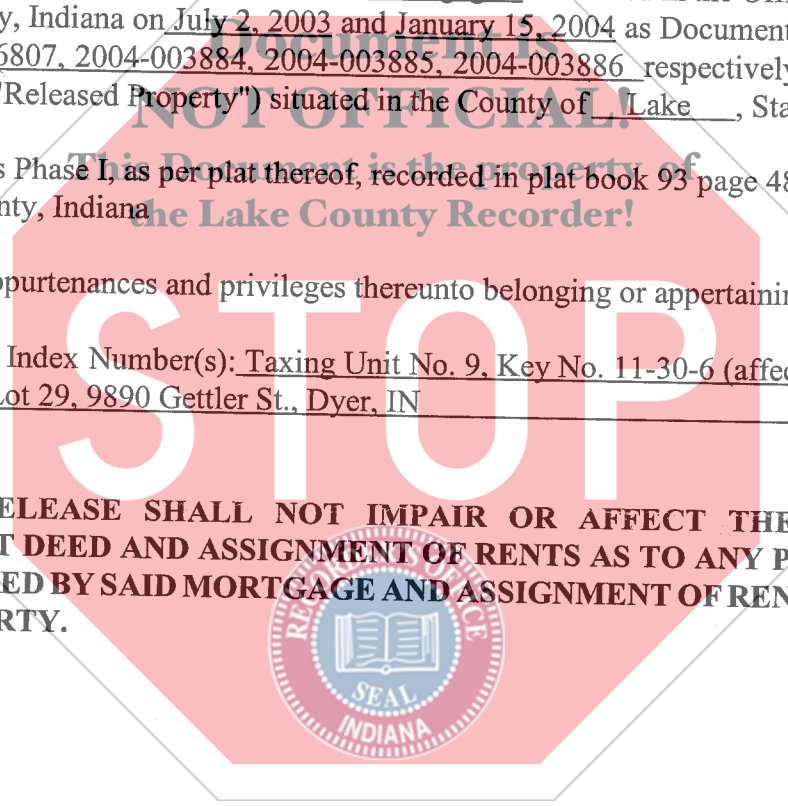 y, Indiana on July 2, 2003 and January 15, 2004 as Document
Document is
6807, 2004-003884, 2004-003885, 2004-003886 respectively
"Released Property") situated in the County of Lake , Sta
NOT OFFICIAL!
s Phase I, as per plat thereof, recorded in plat book 93 page 48
This Document is the property of
nty, Indiana
the Lake County Recorder!
ppurtenances and privileges thereunto belonging or appertainin
Index Number(s): Taxing Unit No. 9, Key No. 11-30-6 (affec
Lot 29, 9890 Gettler St., Dyer, IN
STOP
ELEASE SHALL NOT IMPAIR OR AFFECT THE
T DEED AND ASSIGNMENT OF RENTS AS TO ANY P
ED BY SAID MORTGAGE AND ASSIGNMENT OF REN
RTY.
RECORDER'S OFFICE
SEAL
INDIANA